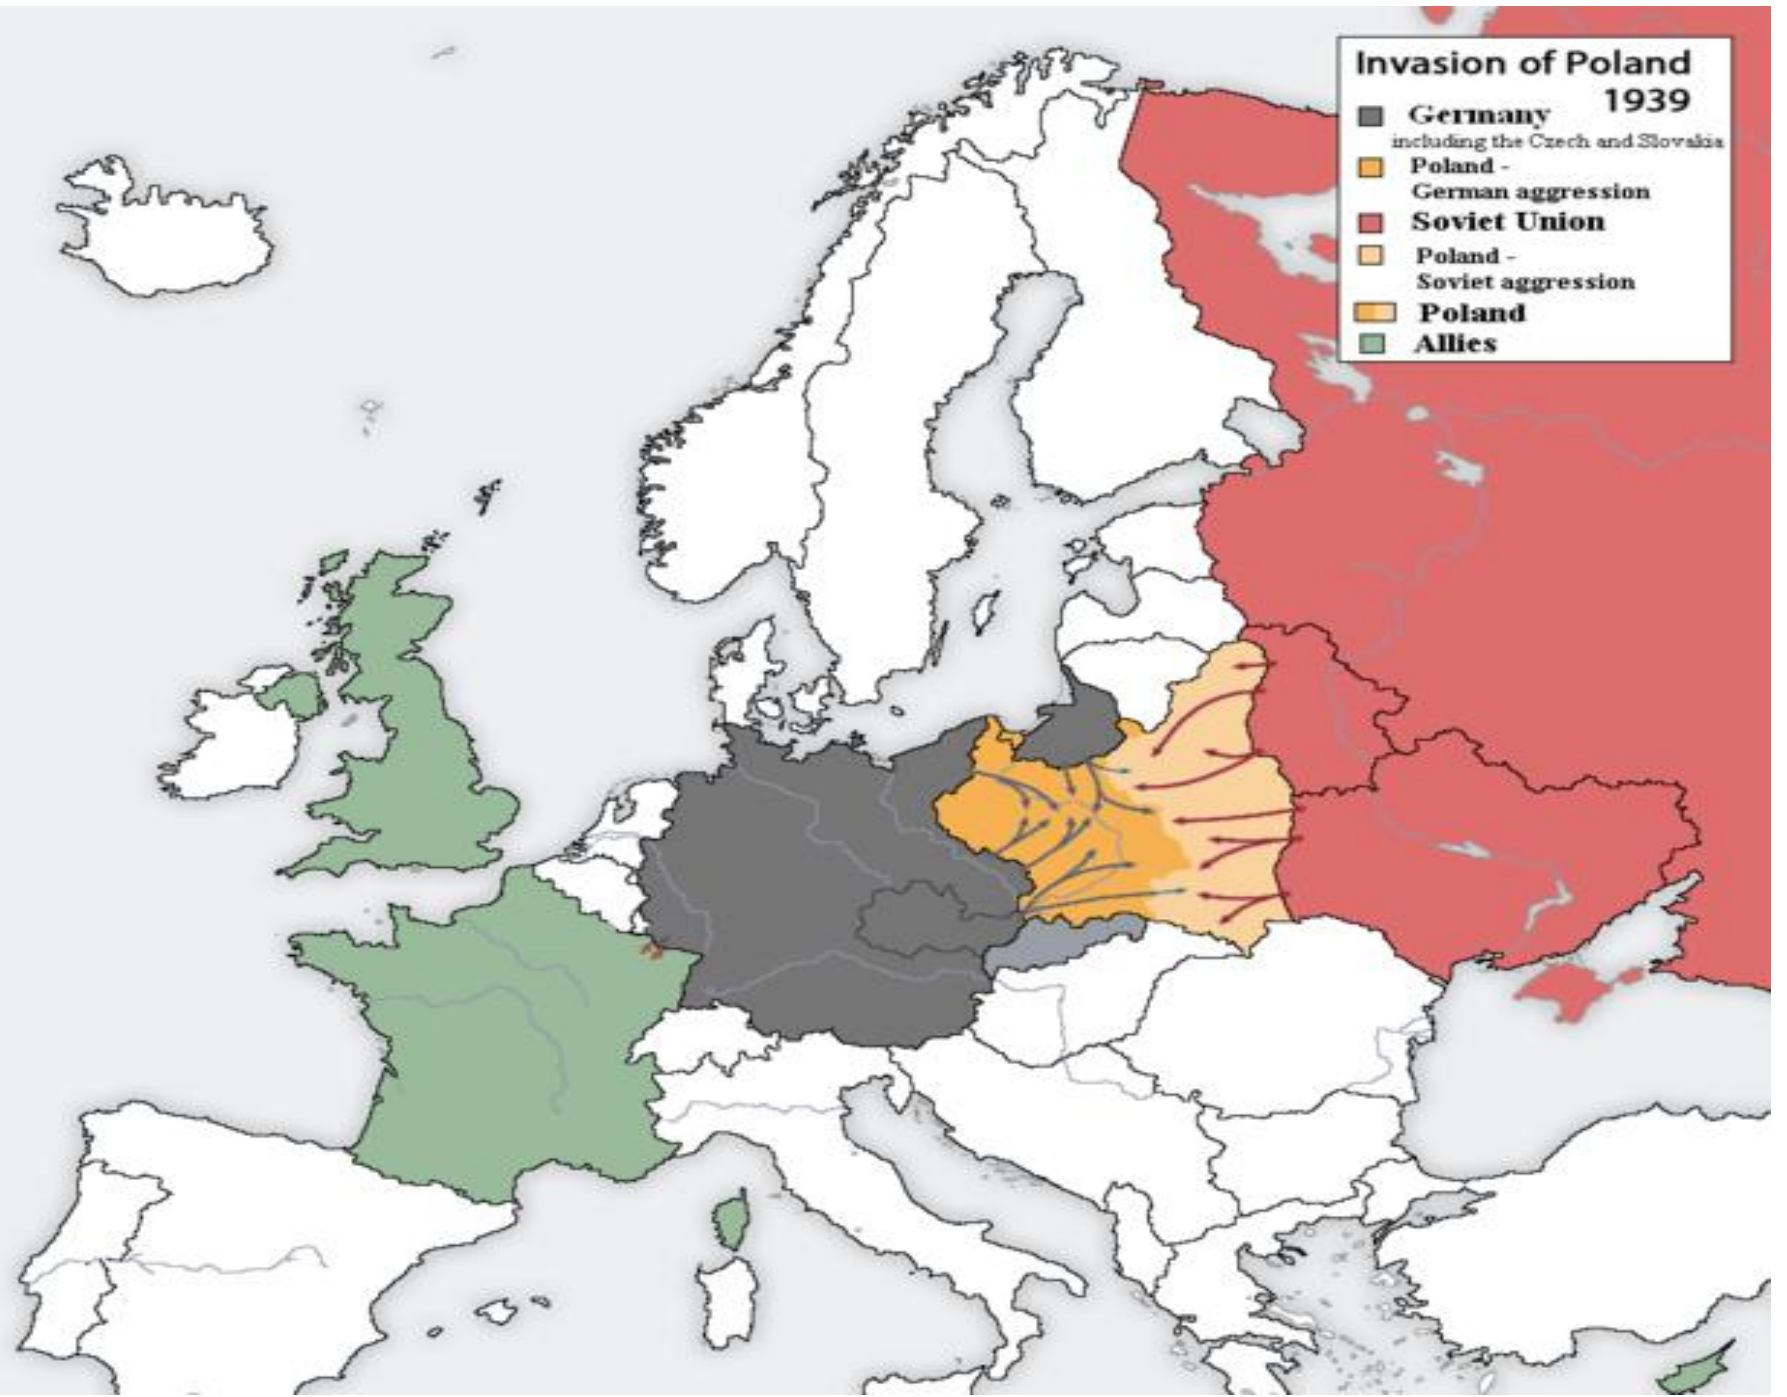 Invasion of Poland
1939
Germany
including the Czech and Slovakia
Poland -
German aggression
Soviet Union
Poland -
Soviet aggression
Poland
Allies